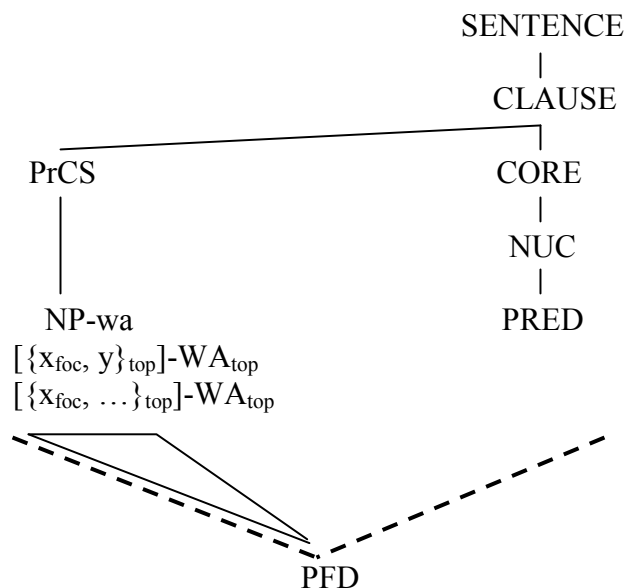 SENTENCE
CLAUSE
PrCS CORE
NUC
NP-wa PRED
[{x_foc, y}_top]-WA_top
[{x_foc, …}_top]-WA_top
PFD